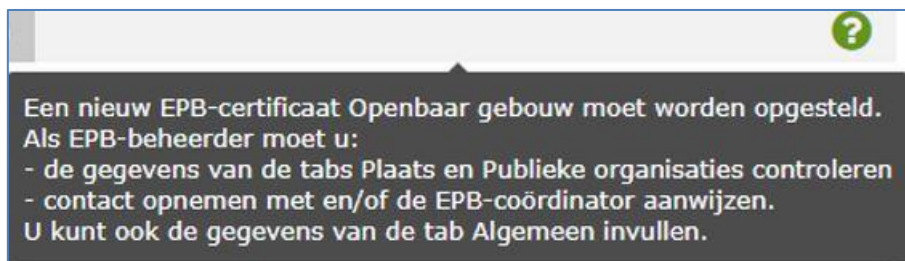 ?
Een nieuw EPB-certificaat Openbaar gebouw moet worden opgesteld.
Als EPB-beheerder moet u:
- de gegevens van de tabs Plaats en Publieke organisaties controleren
- contact opnemen met en/of de EPB-coördinator aanwijzen.
U kunt ook de gegevens van de tab Algemeen invullen.